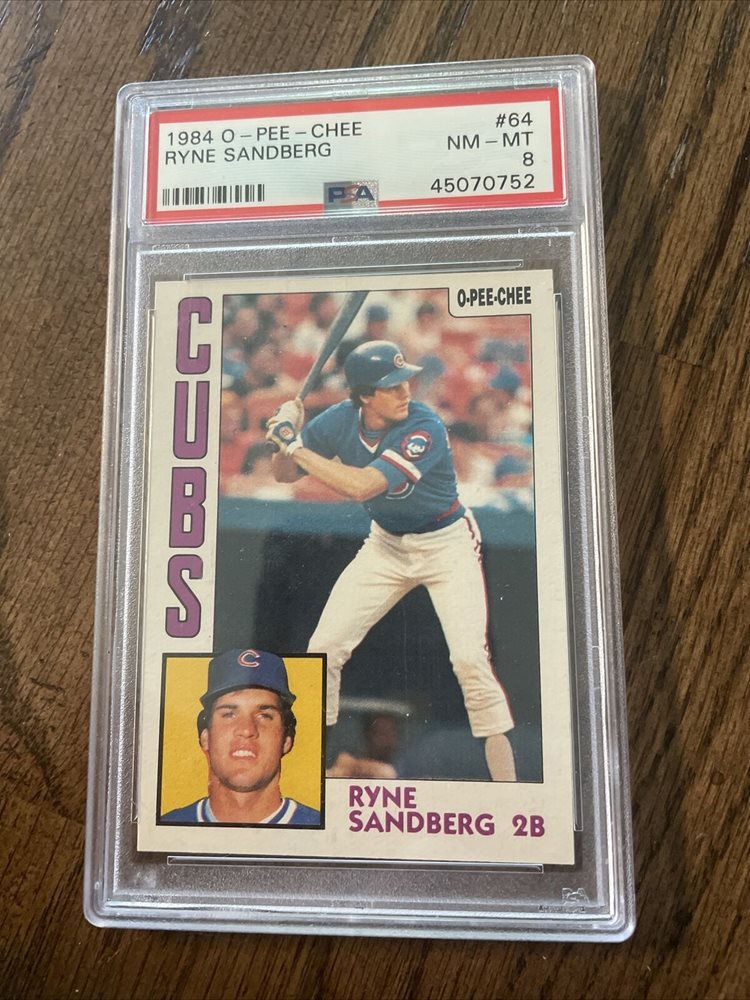 1984 O-PEE-CHEE #64
RYNE SANDBERG NM-MT
8
PSA 45070752
O-PEE-CHEE
CUBS
C
C
RYNE
SANDBERG 2B